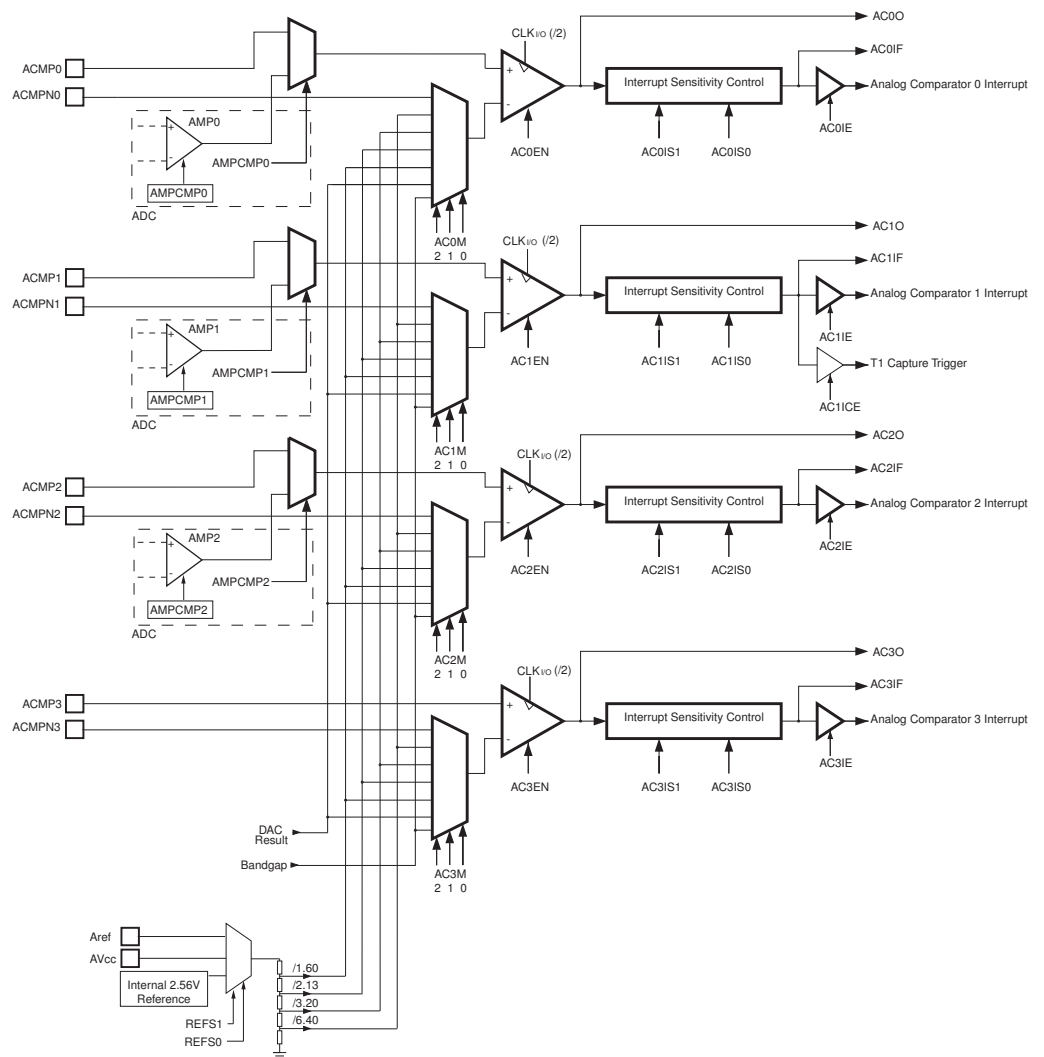 CLKI/O (/2)
AC0O
ACMP0
AC0IF
ACMPN0
+
-
Interrupt Sensitivity Control
Analog Comparator 0 Interrupt
AMP0
+
-
AC0IE
AMPCMP0
AC0EN
AC0IS1
AC0IS0
AMPCMP0
ADC
AC0M
2 1 0
CLKI/O (/2)
AC1O
ACMP1
AC1IF
ACMPN1
+
-
Interrupt Sensitivity Control
Analog Comparator 1 Interrupt
AMP1
+
-
AC1IE
AMPCMP1
AC1EN
AC1IS1
AC1IS0
T1 Capture Trigger
AMPCMP1
AC1ICE
ADC
AC1M
2 1 0
CLKI/O (/2)
AC2O
ACMP2
AC2IF
ACMPN2
+
-
Interrupt Sensitivity Control
Analog Comparator 2 Interrupt
AMP2
+
-
AC2IE
AMPCMP2
AC2EN
AC2IS1
AC2IS0
AMPCMP2
ADC
AC2M
2 1 0
CLKI/O (/2)
AC3O
ACMP3
AC3IF
ACMPN3
+
-
Interrupt Sensitivity Control
Analog Comparator 3 Interrupt
AC3IE
AC3EN
AC3IS1
AC3IS0
DAC
Result
Bandgap
AC3M
2 1 0
Aref
AVcc
Internal 2.56V
Reference
/1.60
/2.13
/3.20
/6.40
REFS1
REFS0